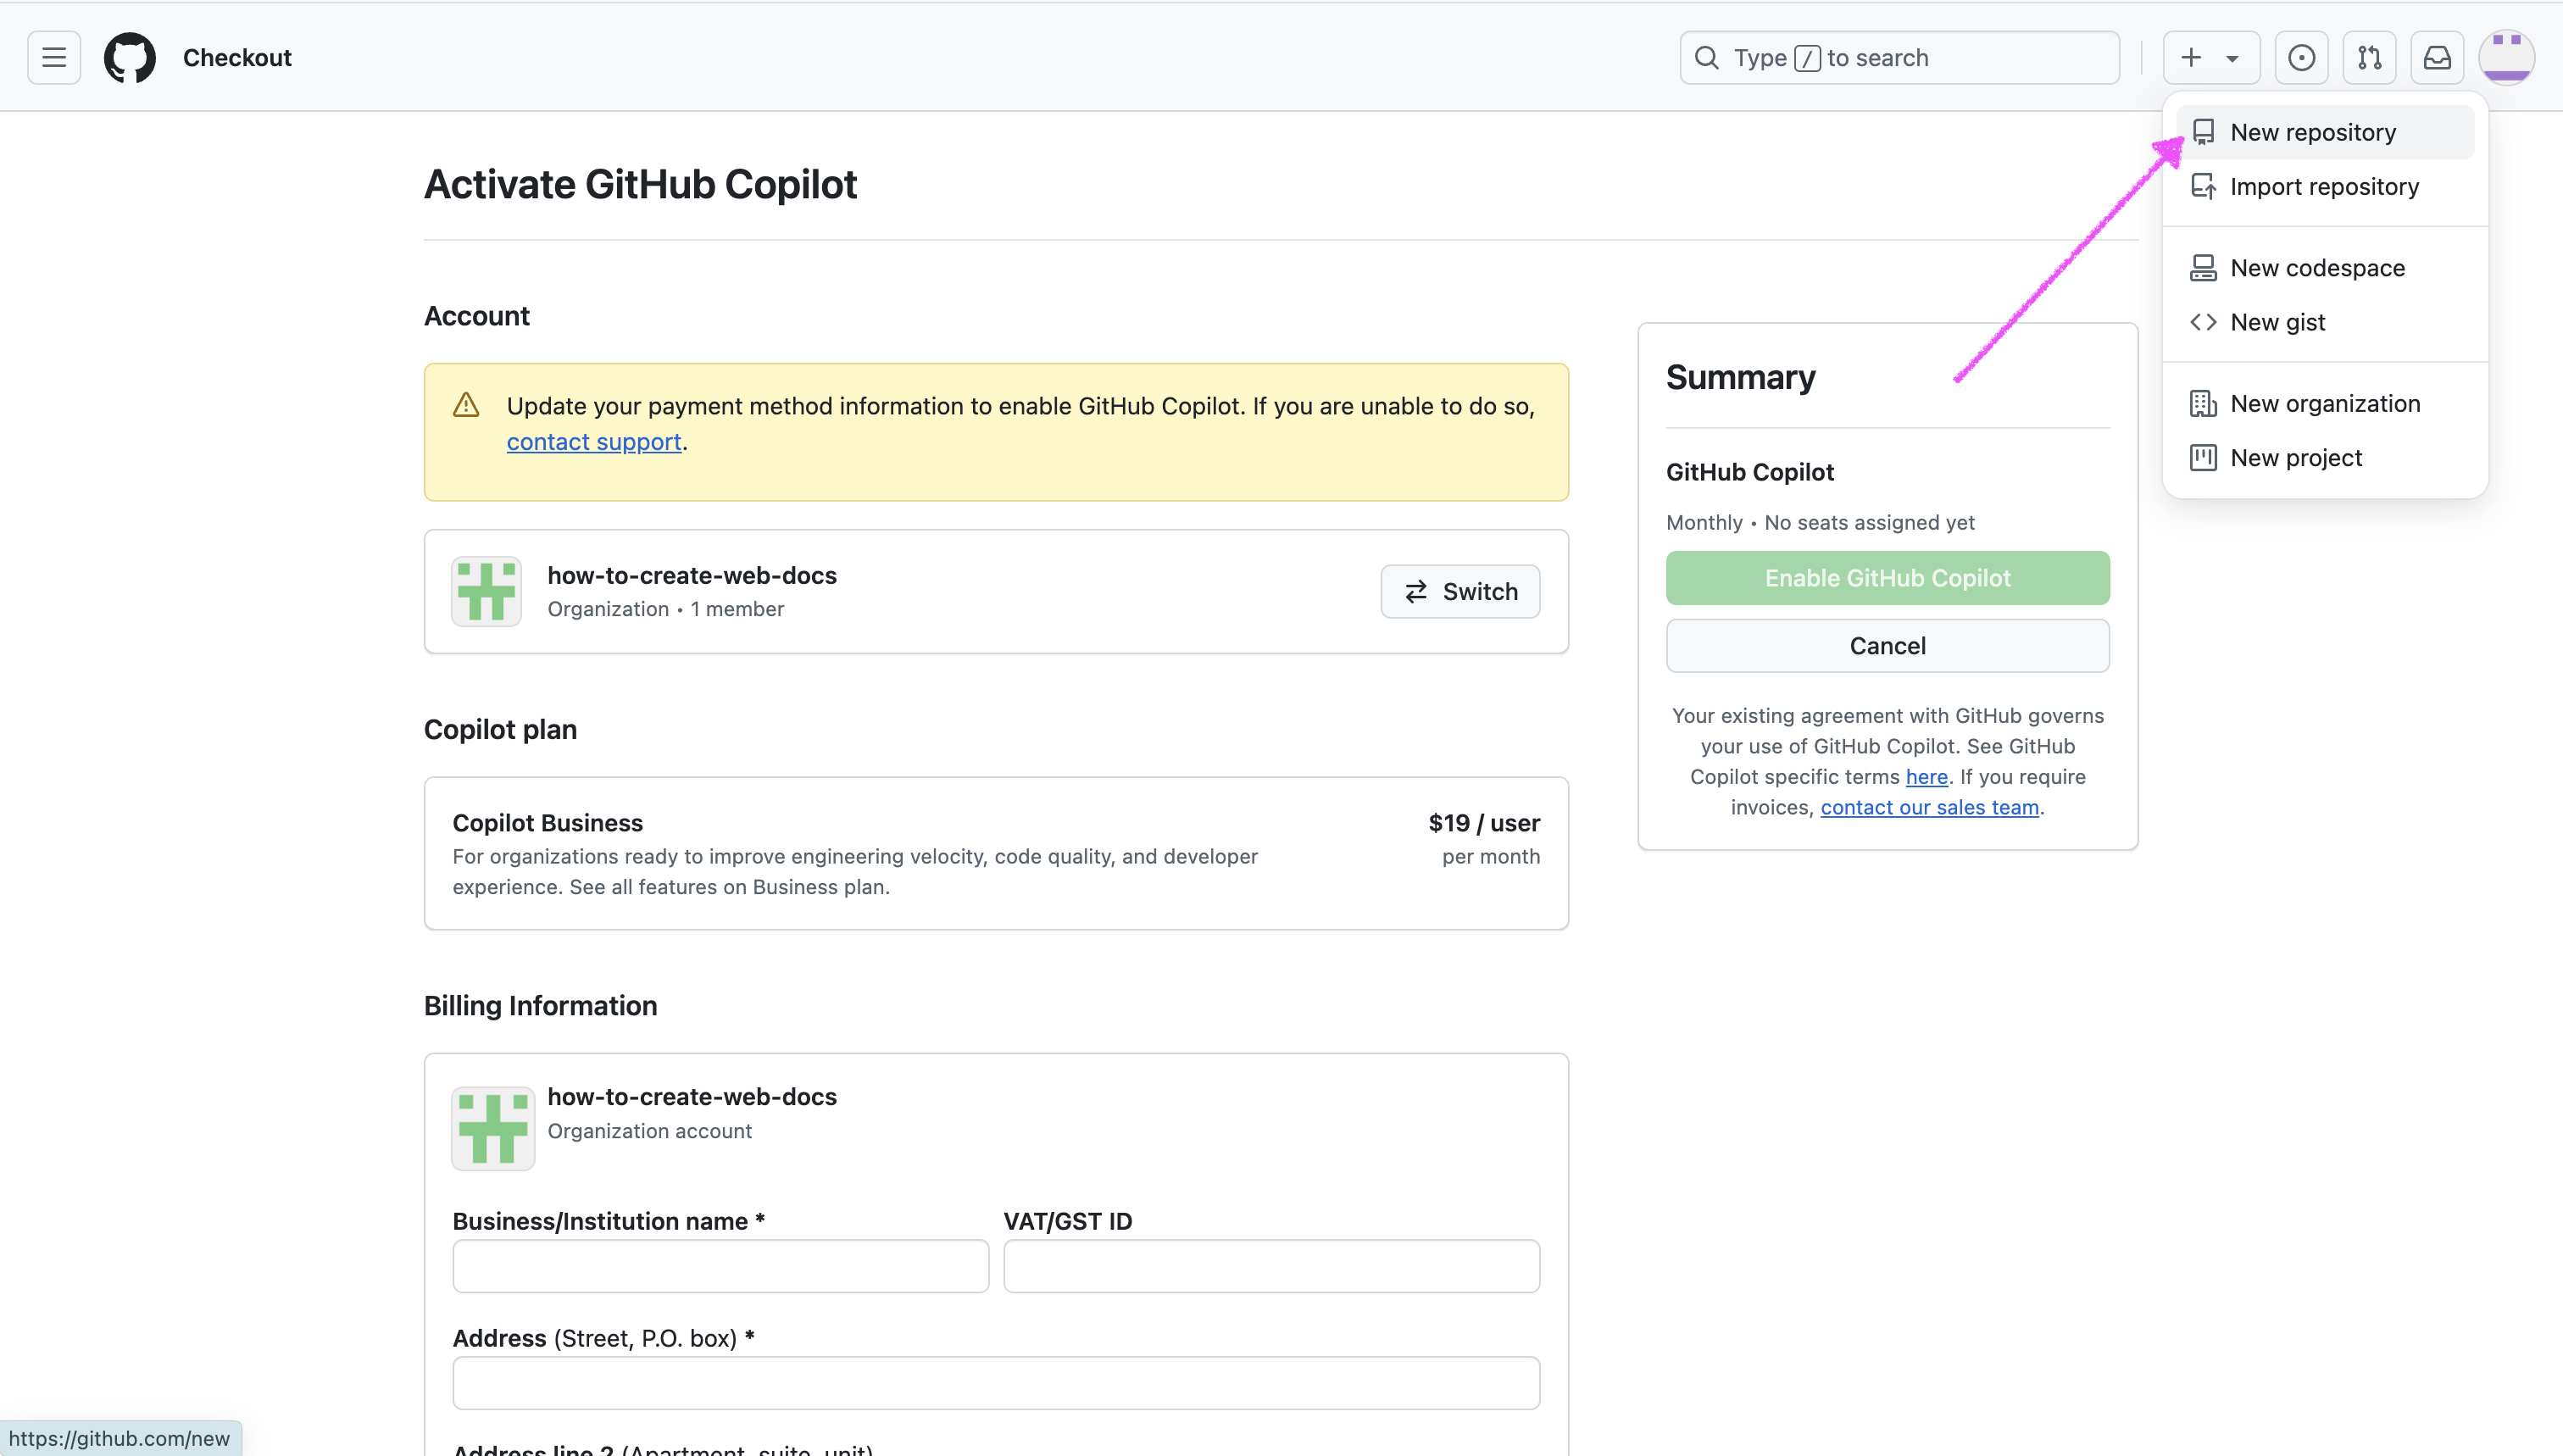 Checkout
Type / to search
New repository
Import repository
New codespace
New gist
New organization
New project
Activate GitHub Copilot
Account
Update your payment method information to enable GitHub Copilot. If you are unable to do so,
contact support.
how-to-create-web-docs
Organization • 1 member
Switch
Copilot plan
Copilot Business
$19 / user
For organizations ready to improve engineering velocity, code quality, and developer
per month
experience. See all features on Business plan.
Summary
GitHub Copilot
Monthly • No seats assigned yet
Enable GitHub Copilot
Cancel
Your existing agreement with GitHub governs
your use of GitHub Copilot. See GitHub
Copilot specific terms here. If you require
invoices, contact our sales team.
Billing Information
how-to-create-web-docs
Organization account
Business/Institution name *
VAT/GST ID
Address (Street, P.O. box) *
Address line 2 (Apartment, suite, unit)
https://github.com/new